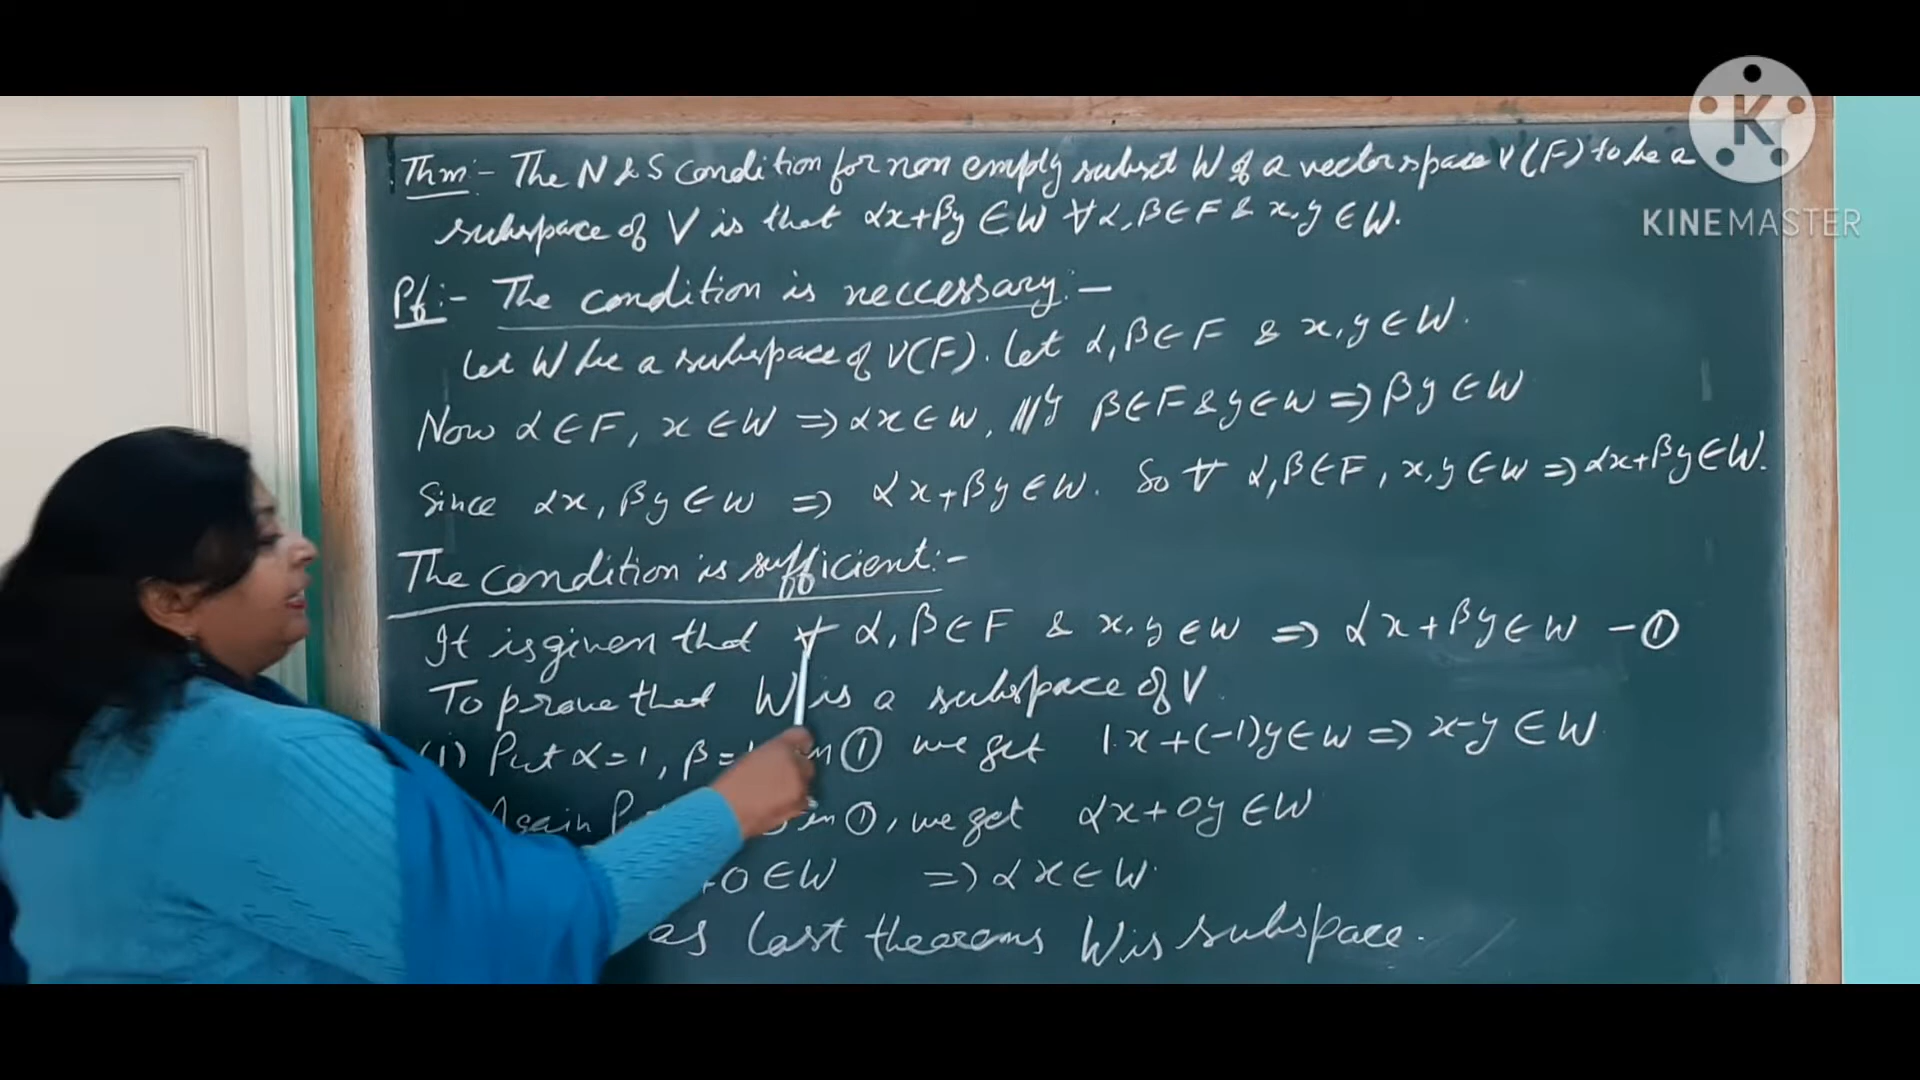 K
KINEMASTER
Thm:- The N & S condition for non emply subset W of a vector space V(F) to be a
subspace of V is that αx+βy ∈ W ∀ α, β ∈ F & x, y ∈ W.
Pf:- The condition is neccessary:-
Let W be a subspace of V(F). Let α, β ∈ F & x, y ∈ W.
Now α ∈ F, x ∈ W => αx ∈ W, |||y β ∈ F & y ∈ W => βy ∈ W
Since αx, βy ∈ W => αx+βy ∈ W. So ∀ α, β ∈ F, x, y ∈ W => αx+βy ∈ W.
The condition is sufficient:-
It is given that ∀ α, β ∈ F & x, y ∈ W => αx+βy ∈ W -①
To prove that W is a subspace of V.
(i) Put α=1, β= in ① we get 1.x+(-1)y ∈ W => x-y ∈ W
Again in ①, we get αx+0y ∈ W
+0 ∈ W => αx ∈ W.
as last theorems W is subspace.